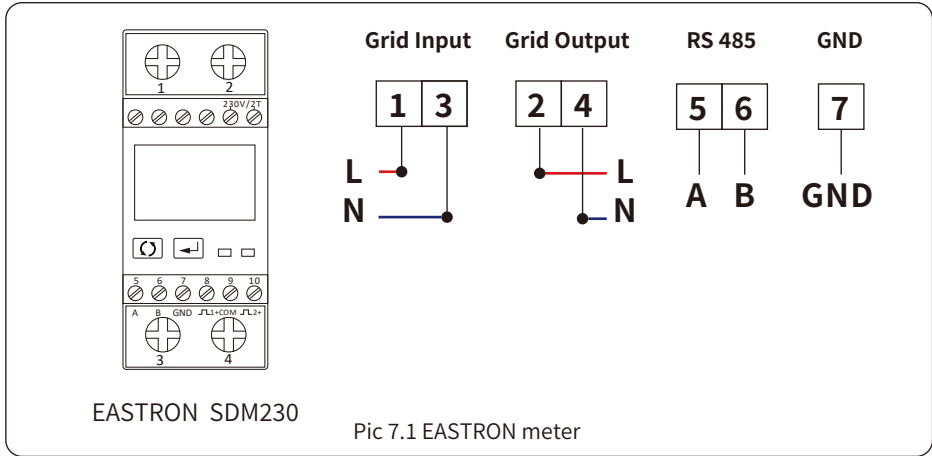 Grid Input Grid Output RS 485 GND
1 2
230V/2T
1 3 2 4 5 6 7
L L
N N
A B GND
5 6 7 8 9 10
A B GND 1+COM 2+
3 4
EASTRON SDM230
Pic 7.1 EASTRON meter